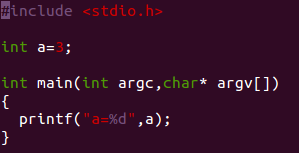 #include <stdio.h>
int a=3;
int main(int argc,char* argv[])
{
  printf("a=%d",a);
}